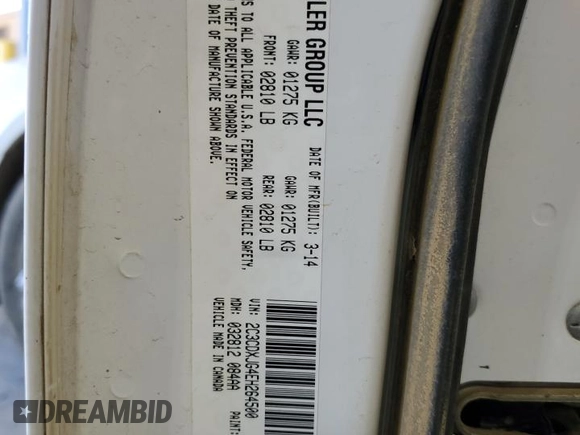 LER GROUP LLC
DATE OF MFR(BUILT): 3-14
GAWR: 01275 KG GAWR: 01275 KG
FRONT: 02810 LB REAR: 02810 LB
S TO ALL APPLICABLE U.S.A. FEDERAL MOTOR VEHICLE SAFETY,
THEFT PREVENTION STANDARDS IN EFFECT ON
DATE OF MANUFACTURE SHOWN ABOVE.
VIN: 2C3CDXJG4EH264500
MDH: 032812 084AA PAINT:
VEHICLE MADE IN CANADA
DREAMBID